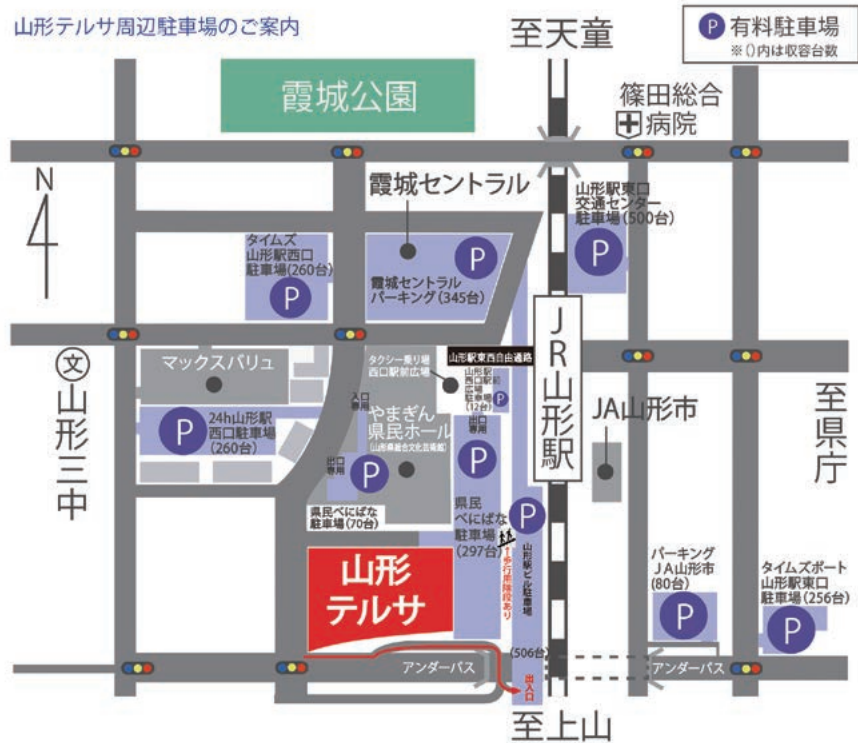 山形テルサ周辺駐車場のご案内
P 有料駐車場
※()内は収容台数
至天童
霞城公園
篠田総合
病院
N
霞城セントラル
山形駅東口
交通センター
駐車場(500台)
P
タイムズ
山形駅西口
駐車場(260台)
P
P
霞城セントラル
パーキング(345台)
JR山形駅
山形駅東西自由通路
マックスバリュ
タクシー乗り場
西口駅前広場
山形駅
西口駅前
広場
駐車場
(12台)
P
文
山形三中
P
24h山形駅
西口駐車場
(260台)
入口
専用
やまぎん
県民ホール
(山形県総合文化芸術館)
出口
専用
P
出口
専用
P
県民べにばな
駐車場(70台)
県民
べにばな
駐車場
(297台)
P
山形駅ビル駐車場
(506台)
↑歩行用階段あり
JA山形市
至県庁
山形
テルサ
パーキング
JA山形市
(80台)
P
タイムズポート
山形駅東口
駐車場(256台)
P
アンダーパス
アンダーパス
出入口
至上山